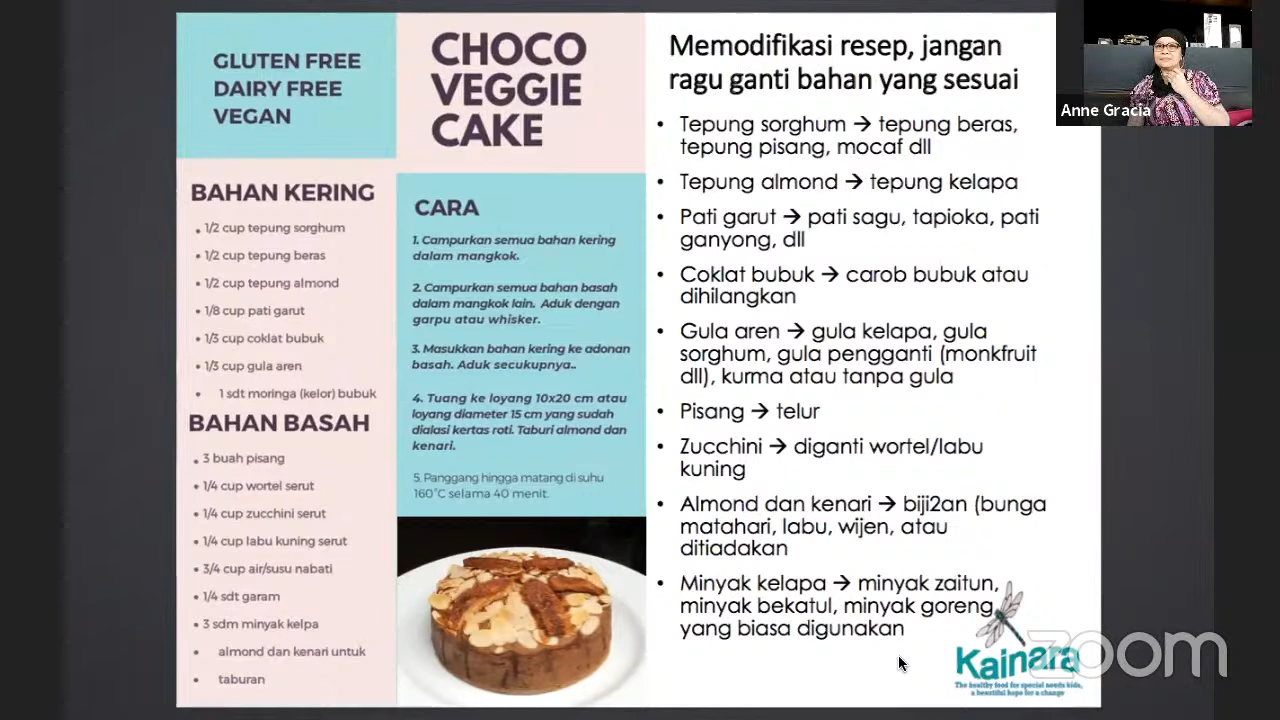 GLUTEN FREE
DAIRY FREE
VEGAN
CHOCO
VEGGIE
CAKE
BAHAN KERING
• 1/2 cup tepung sorghum
• 1/2 cup tepung beras
• 1/2 cup tepung almond
• 1/8 cup pati garut
• 1/3 cup coklat bubuk
• 1/3 cup gula aren
• 1 sdt moringa (kelor) bubuk
BAHAN BASAH
• 3 buah pisang
• 1/4 cup wortel serut
• 1/4 cup zucchini serut
• 1/4 cup labu kuning serut
• 3/4 cup air/susu nabati
• 1/4 sdt garam
• 3 sdm minyak kelpa
• almond dan kenari untuk
• taburan
CARA
1. Campurkan semua bahan kering
dalam mangkok.
2. Campurkan semua bahan basah
dalam mangkok lain. Aduk dengan
garpu atau whisker.
3. Masukkan bahan kering ke adonan
basah. Aduk secukupnya..
4. Tuang ke loyang 10x20 cm atau
loyang diameter 15 cm yang sudah
dialasi kertas roti. Taburi almond dan
kenari.
5. Panggang hingga matang di suhu
160°C selama 40 menit.
Memodifikasi resep, jangan
ragu ganti bahan yang sesuai
• Tepung sorghum → tepung beras,
tepung pisang, mocaf dll
• Tepung almond → tepung kelapa
• Pati garut → pati sagu, tapioka, pati
ganyong, dll
• Coklat bubuk → carob bubuk atau
dihilangkan
• Gula aren → gula kelapa, gula
sorghum, gula pengganti (monkfruit
dll), kurma atau tanpa gula
• Pisang → telur
• Zucchini → diganti wortel/labu
kuning
• Almond dan kenari → biji2an (bunga
matahari, labu, wijen, atau
ditiadakan
• Minyak kelapa → minyak zaitun,
minyak bekatul, minyak goreng
yang biasa digunakan
Kainara
The healthy food for special needs kids,
a beautiful hope for a change
zoom
Anne Gracia